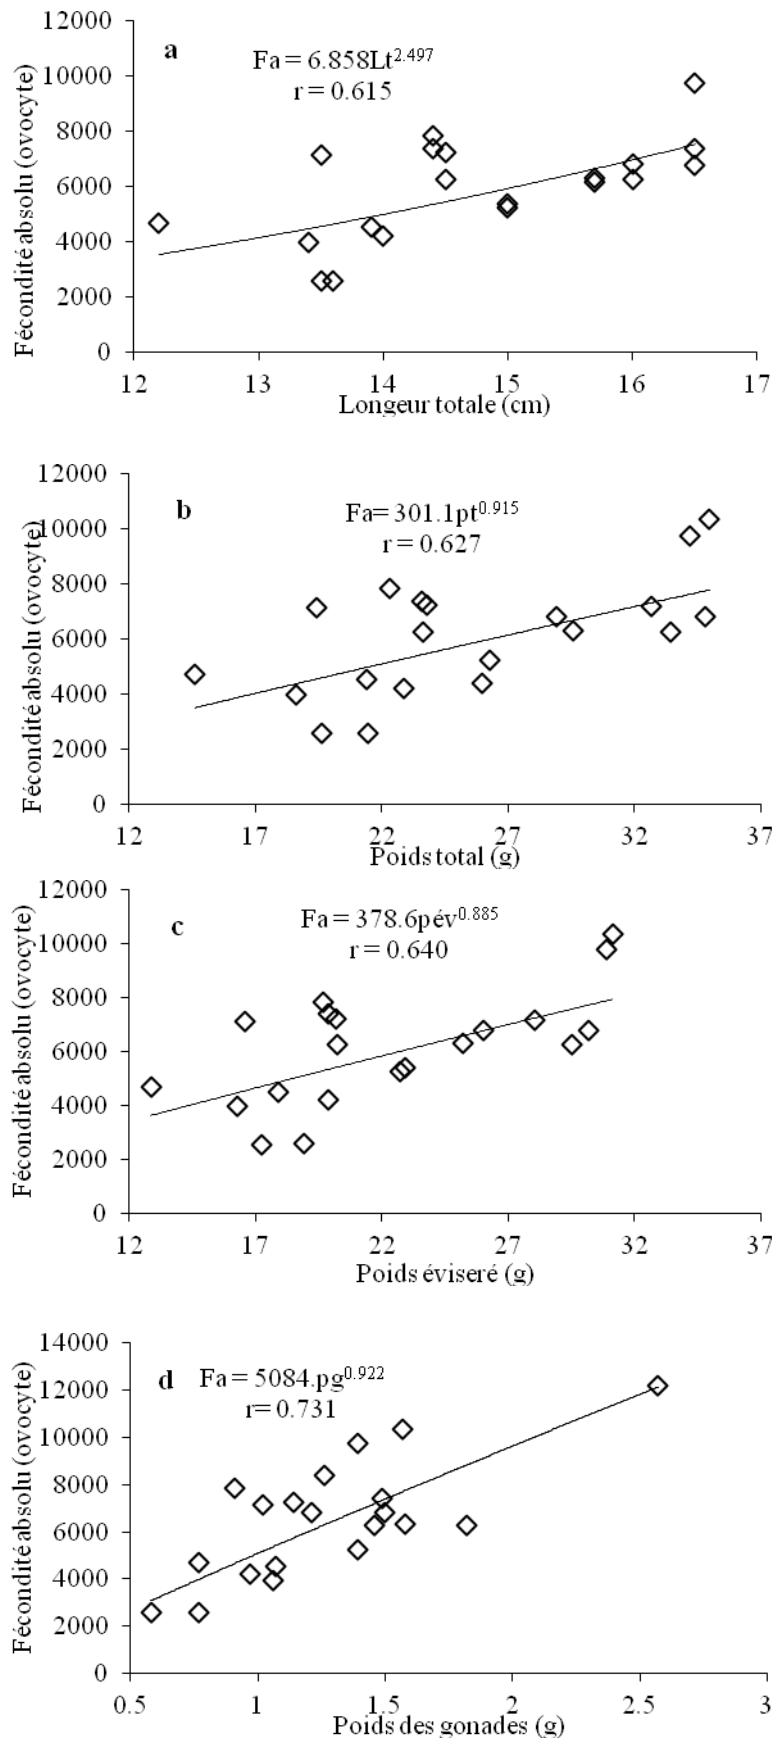 12000
a
Fa = 6.858Lt^2.497
r = 0.615
10000
8000
6000
4000
2000
0
Fécondité absolu (ovocyte)
12 13 14 15 16 17
Longeur totale (cm)
12000
b
Fa= 301.1pt^0.915
r = 0.627
10000
8000
6000
4000
2000
0
Fécondité absolu (ovocyte)
12 17 22 27 32 37
Poids total (g)
12000
c
Fa = 378.6pév^0.885
r = 0.640
10000
8000
6000
4000
2000
0
Fécondité absolu (ovocyte)
12 17 22 27 32 37
Poids éviseré (g)
14000
d
Fa = 5084.pg^0.922
r= 0.731
12000
10000
8000
6000
4000
2000
0
Fécondité absolu (ovocyte)
0.5 1 1.5 2 2.5 3
Poids des gonades (g)